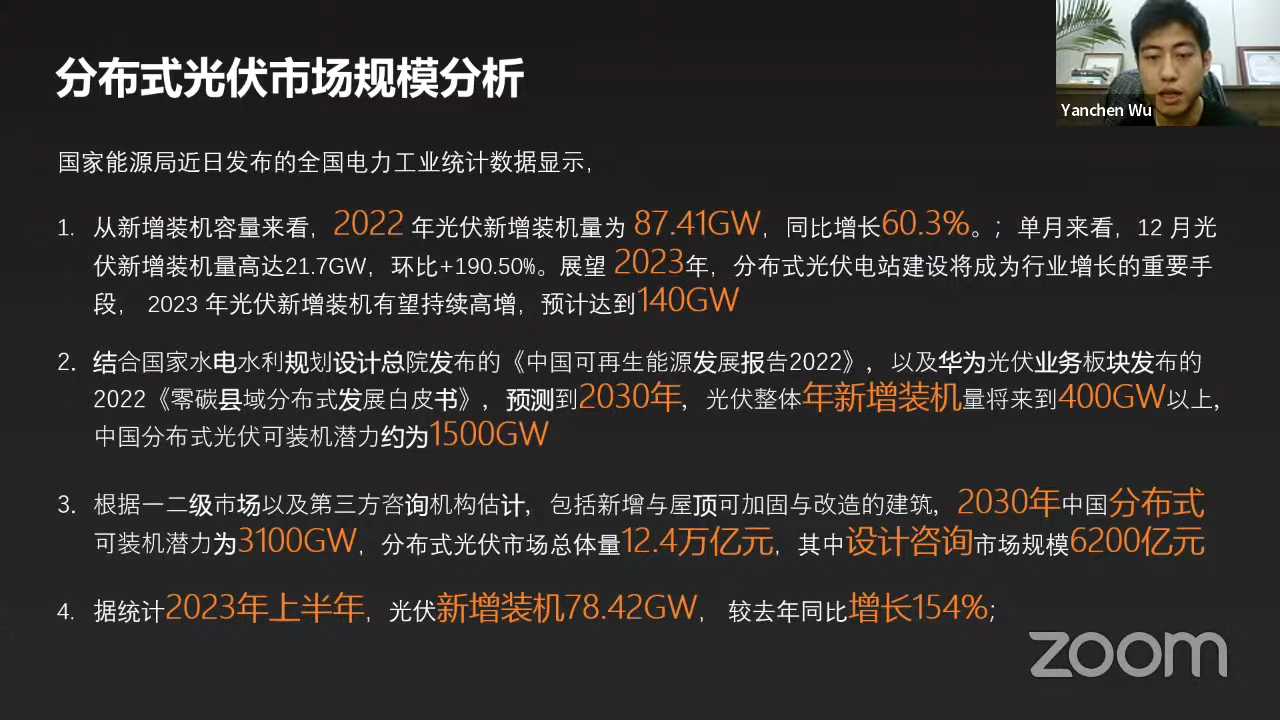 分布式光伏市场规模分析
Yanchen Wu
国家能源局近日发布的全国电力工业统计数据显示，
1. 从新增装机容量来看，2022 年光伏新增装机量为 87.41GW，同比增长60.3%。；单月来看，12 月光
伏新增装机量高达21.7GW，环比+190.50%。展望 2023年，分布式光伏电站建设将成为行业增长的重要手
段， 2023 年光伏新增装机有望持续高增，预计达到140GW
2. 结合国家水电水利规划设计总院发布的《中国可再生能源发展报告2022》，以及华为光伏业务板块发布的
2022《零碳县域分布式发展白皮书》，预测到2030年，光伏整体年新增装机量将来到400GW以上，
中国分布式光伏可装机潜力约为1500GW
3. 根据一二级市场以及第三方咨询机构估计，包括新增与屋顶可加固与改造的建筑，2030年中国分布式
可装机潜力为3100GW，分布式光伏市场总体量12.4万亿元，其中设计咨询市场规模6200亿元
4. 据统计2023年上半年，光伏新增装机78.42GW， 较去年同比增长154%；
zoom